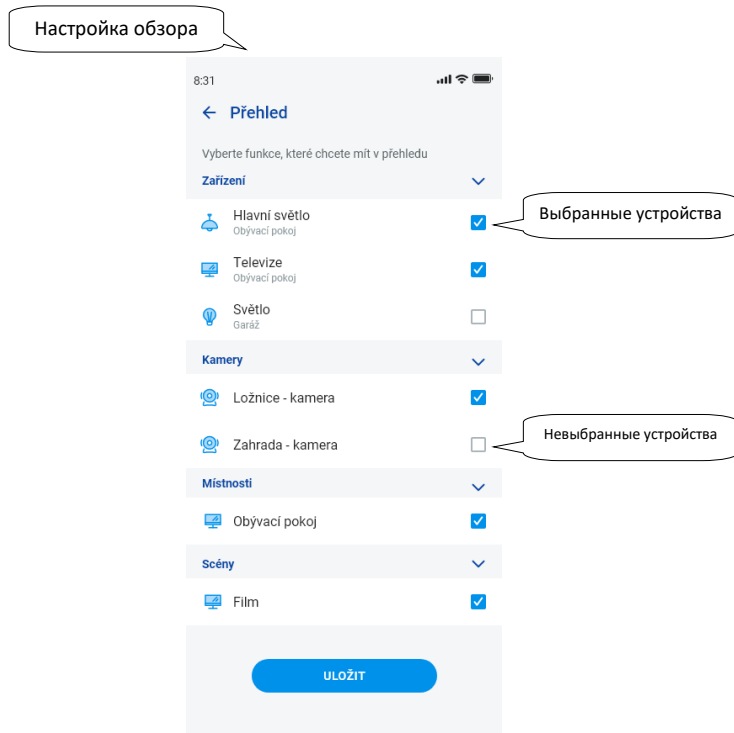 Настройка обзора
8:31
Přehled
Vyberte funkce, které chcete mít v přehledu
Zařízení
Hlavní světlo
Obývací pokoj
Выбранные устройства
Televize
Obývací pokoj
Světlo
Garáž
Kamery
Ložnice - kamera
Zahrada - kamera
Невыбранные устройства
Místnosti
Obývací pokoj
Scény
Film
ULOŽIT